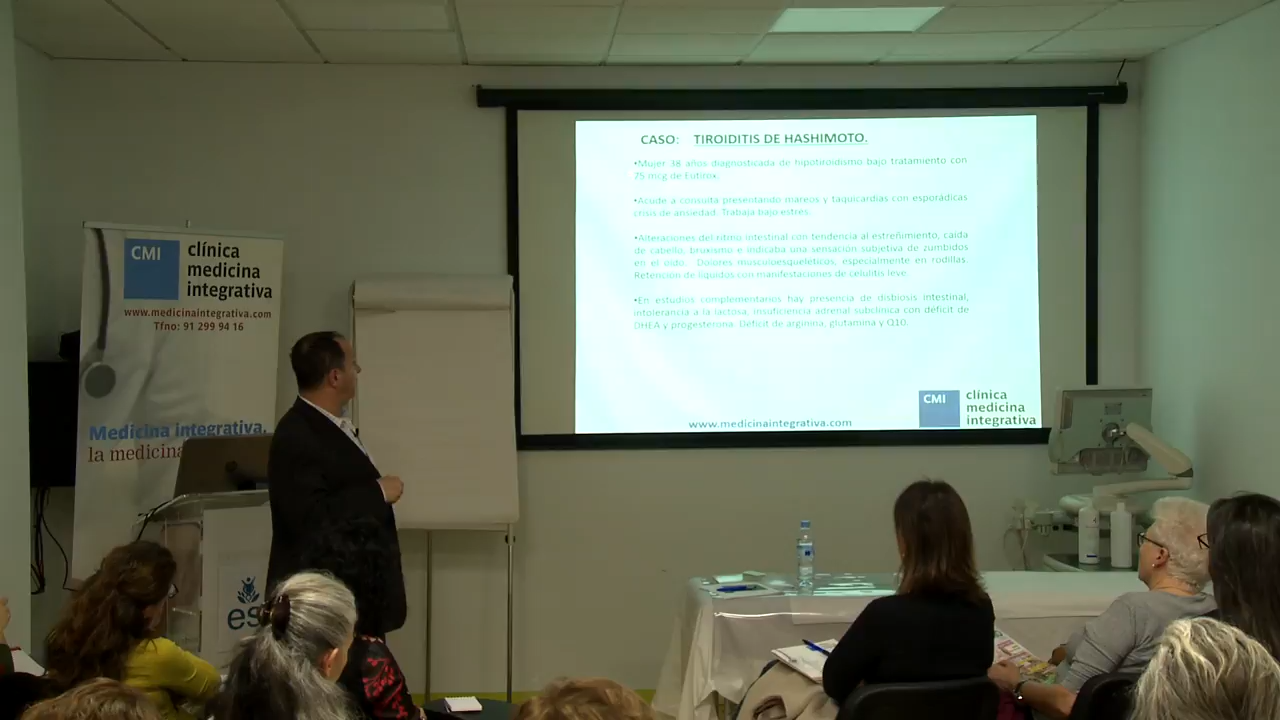 CASO: TIROIDITIS DE HASHIMOTO.
•Mujer 38 años diagnosticada de hipotiroidismo bajo tratamiento con
75 mcg de Eutirox.
•Acude a consulta presentando mareos y taquicardias con esporádicas
crisis de ansiedad. Trabaja bajo estrés.
•Alteraciones del ritmo intestinal con tendencia al estreñimiento, caída
de cabello, bruxismo e indicaba una sensación subjetiva de zumbidos
en el oído. Dolores musculoesqueléticos, especialmente en rodillas.
Retención de líquidos con manifestaciones de celulitis leve.
•En estudios complementarios hay presencia de disbiosis intestinal,
intolerancia a la lactosa, insuficiencia adrenal subclínica con déficit de
DHEA y progesterona. Déficit de arginina, glutamina y Q10.
www.medicinaintegrativa.com
CMI
clínica
medicina
integrativa
CMI
clínica
medicina
integrativa
www.medicinaintegrativa.com
Tfno: 91 299 94 16
Medicina integrativa,
la medicina
es